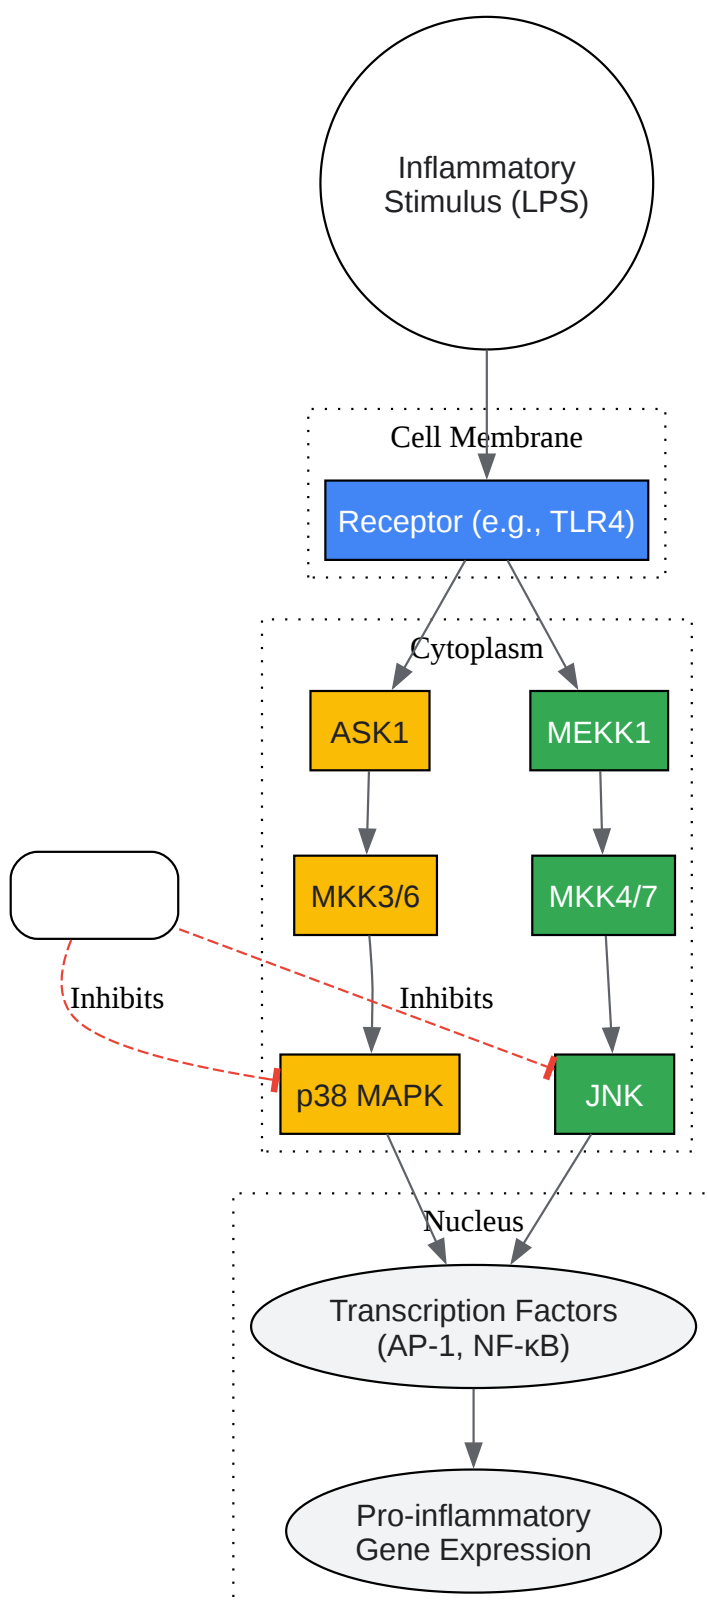 Inflammatory
Stimulus (LPS)
Cell Membrane
Receptor (e.g., TLR4)
Cytoplasm
ASK1
MEKK1
MKK3/6
MKK4/7
Inhibits
Inhibits
p38 MAPK
JNK
Nucleus
Transcription Factors
(AP-1, NF-κB)
Pro-inflammatory
Gene Expression